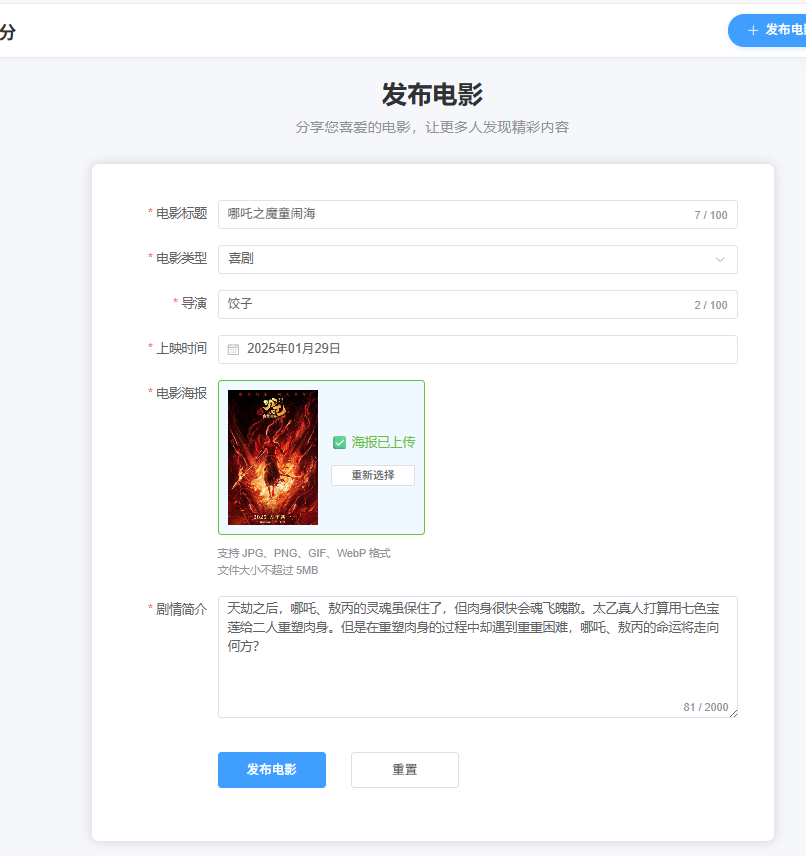 分
发布电影
发布电影
分享您喜爱的电影，让更多人发现精彩内容
* 电影标题 哪吒之魔童闹海 7 / 100
* 电影类型 喜剧
* 导演 饺子 2 / 100
* 上映时间 2025年01月29日
* 电影海报
海报已上传
重新选择
支持 JPG、PNG、GIF、WebP 格式
文件大小不超过 5MB
* 剧情简介 天劫之后，哪吒、敖丙的灵魂虽保住了，但肉身很快会魂飞魄散。太乙真人打算用七色宝
莲给二人重塑肉身。但是在重塑肉身的过程中却遇到重重困难，哪吒、敖丙的命运将走向
何方？
81 / 2000
发布电影 重置